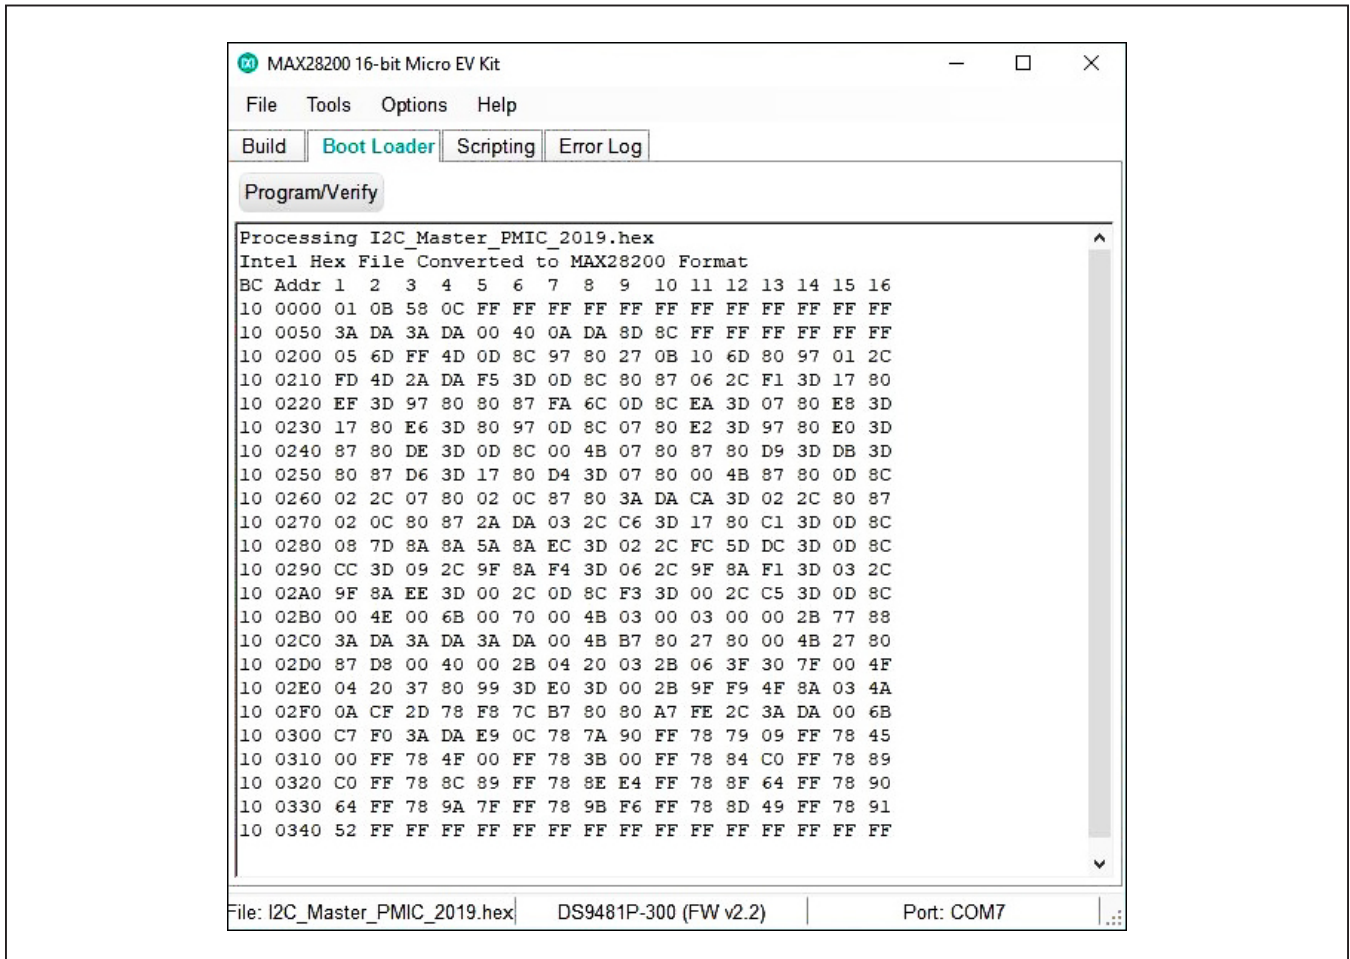 MAX28200 16-bit Micro EV Kit
File Tools Options Help
Build Boot Loader Scripting Error Log
Program/Verify
Processing I2C_Master_PMIC_2019.hex
Intel Hex File Converted to MAX28200 Format
BC Addr 1 2 3 4 5 6 7 8 9 10 11 12 13 14 15 16
10 0000 01 0B 58 0C FF FF FF FF FF FF FF FF FF FF FF FF
10 0050 3A DA 3A DA 00 40 0A DA 8D 8C FF FF FF FF FF FF
10 0200 05 6D FF 4D 0D 8C 97 80 27 0B 10 6D 80 97 01 2C
10 0210 FD 4D 2A DA F5 3D 0D 8C 80 87 06 2C F1 3D 17 80
10 0220 EF 3D 97 80 80 87 FA 6C 0D 8C EA 3D 07 80 E8 3D
10 0230 17 80 E6 3D 80 97 0D 8C 07 80 E2 3D 97 80 E0 3D
10 0240 87 80 DE 3D 0D 8C 00 4B 07 80 87 80 D9 3D DB 3D
10 0250 80 87 D6 3D 17 80 D4 3D 07 80 00 4B 87 80 0D 8C
10 0260 02 2C 07 80 02 0C 87 80 3A DA CA 3D 02 2C 80 87
10 0270 02 0C 80 87 2A DA 03 2C C6 3D 17 80 C1 3D 0D 8C
10 0280 08 7D 8A 8A 5A 8A EC 3D 02 2C FC 5D DC 3D 0D 8C
10 0290 CC 3D 09 2C 9F 8A F4 3D 06 2C 9F 8A F1 3D 03 2C
10 02A0 9F 8A EE 3D 00 2C 0D 8C F3 3D 00 2C C5 3D 0D 8C
10 02B0 00 4E 00 6B 00 70 00 4B 03 00 03 00 00 2B 77 88
10 02C0 3A DA 3A DA 3A DA 00 4B B7 80 27 80 00 4B 27 80
10 02D0 87 D8 00 40 00 2B 04 20 03 2B 06 3F 30 7F 00 4F
10 02E0 04 20 37 80 99 3D E0 3D 00 2B 9F F9 4F 8A 03 4A
10 02F0 0A CF 2D 78 F8 7C B7 80 80 A7 FE 2C 3A DA 00 6B
10 0300 C7 F0 3A DA E9 0C 78 7A 90 FF 78 79 09 FF 78 45
10 0310 00 FF 78 4F 00 FF 78 3B 00 FF 78 84 C0 FF 78 89
10 0320 C0 FF 78 8C 89 FF 78 8E E4 FF 78 8F 64 FF 78 90
10 0330 64 FF 78 9A 7F FF 78 9B F6 FF 78 8D 49 FF 78 91
10 0340 52 FF FF FF FF FF FF FF FF FF FF FF FF FF FF FF
File: I2C_Master_PMIC_2019.hex DS9481P-300 (FW v2.2) Port: COM7